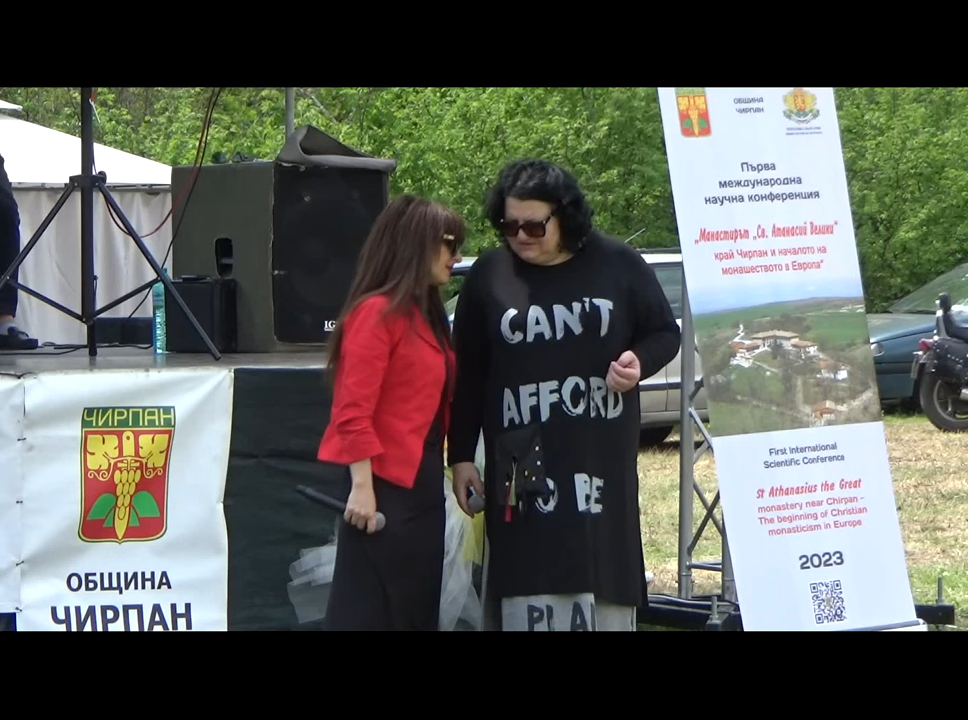 ЧИРПАН
ОБЩИНА
ЧИРПАН
CAN'T
AFFORD
BE
ОБЩИНА
ЧИРПАН
Първа
международна
научна конференция
„Манастирът „Св. Атанасий Велики"
край Чирпан и началото на
монашеството в Европа"
First International
Scientific Conference
St Athanasius the Great
monastery near Chirpan -
The beginning of Christian
monasticism in Europe
2023